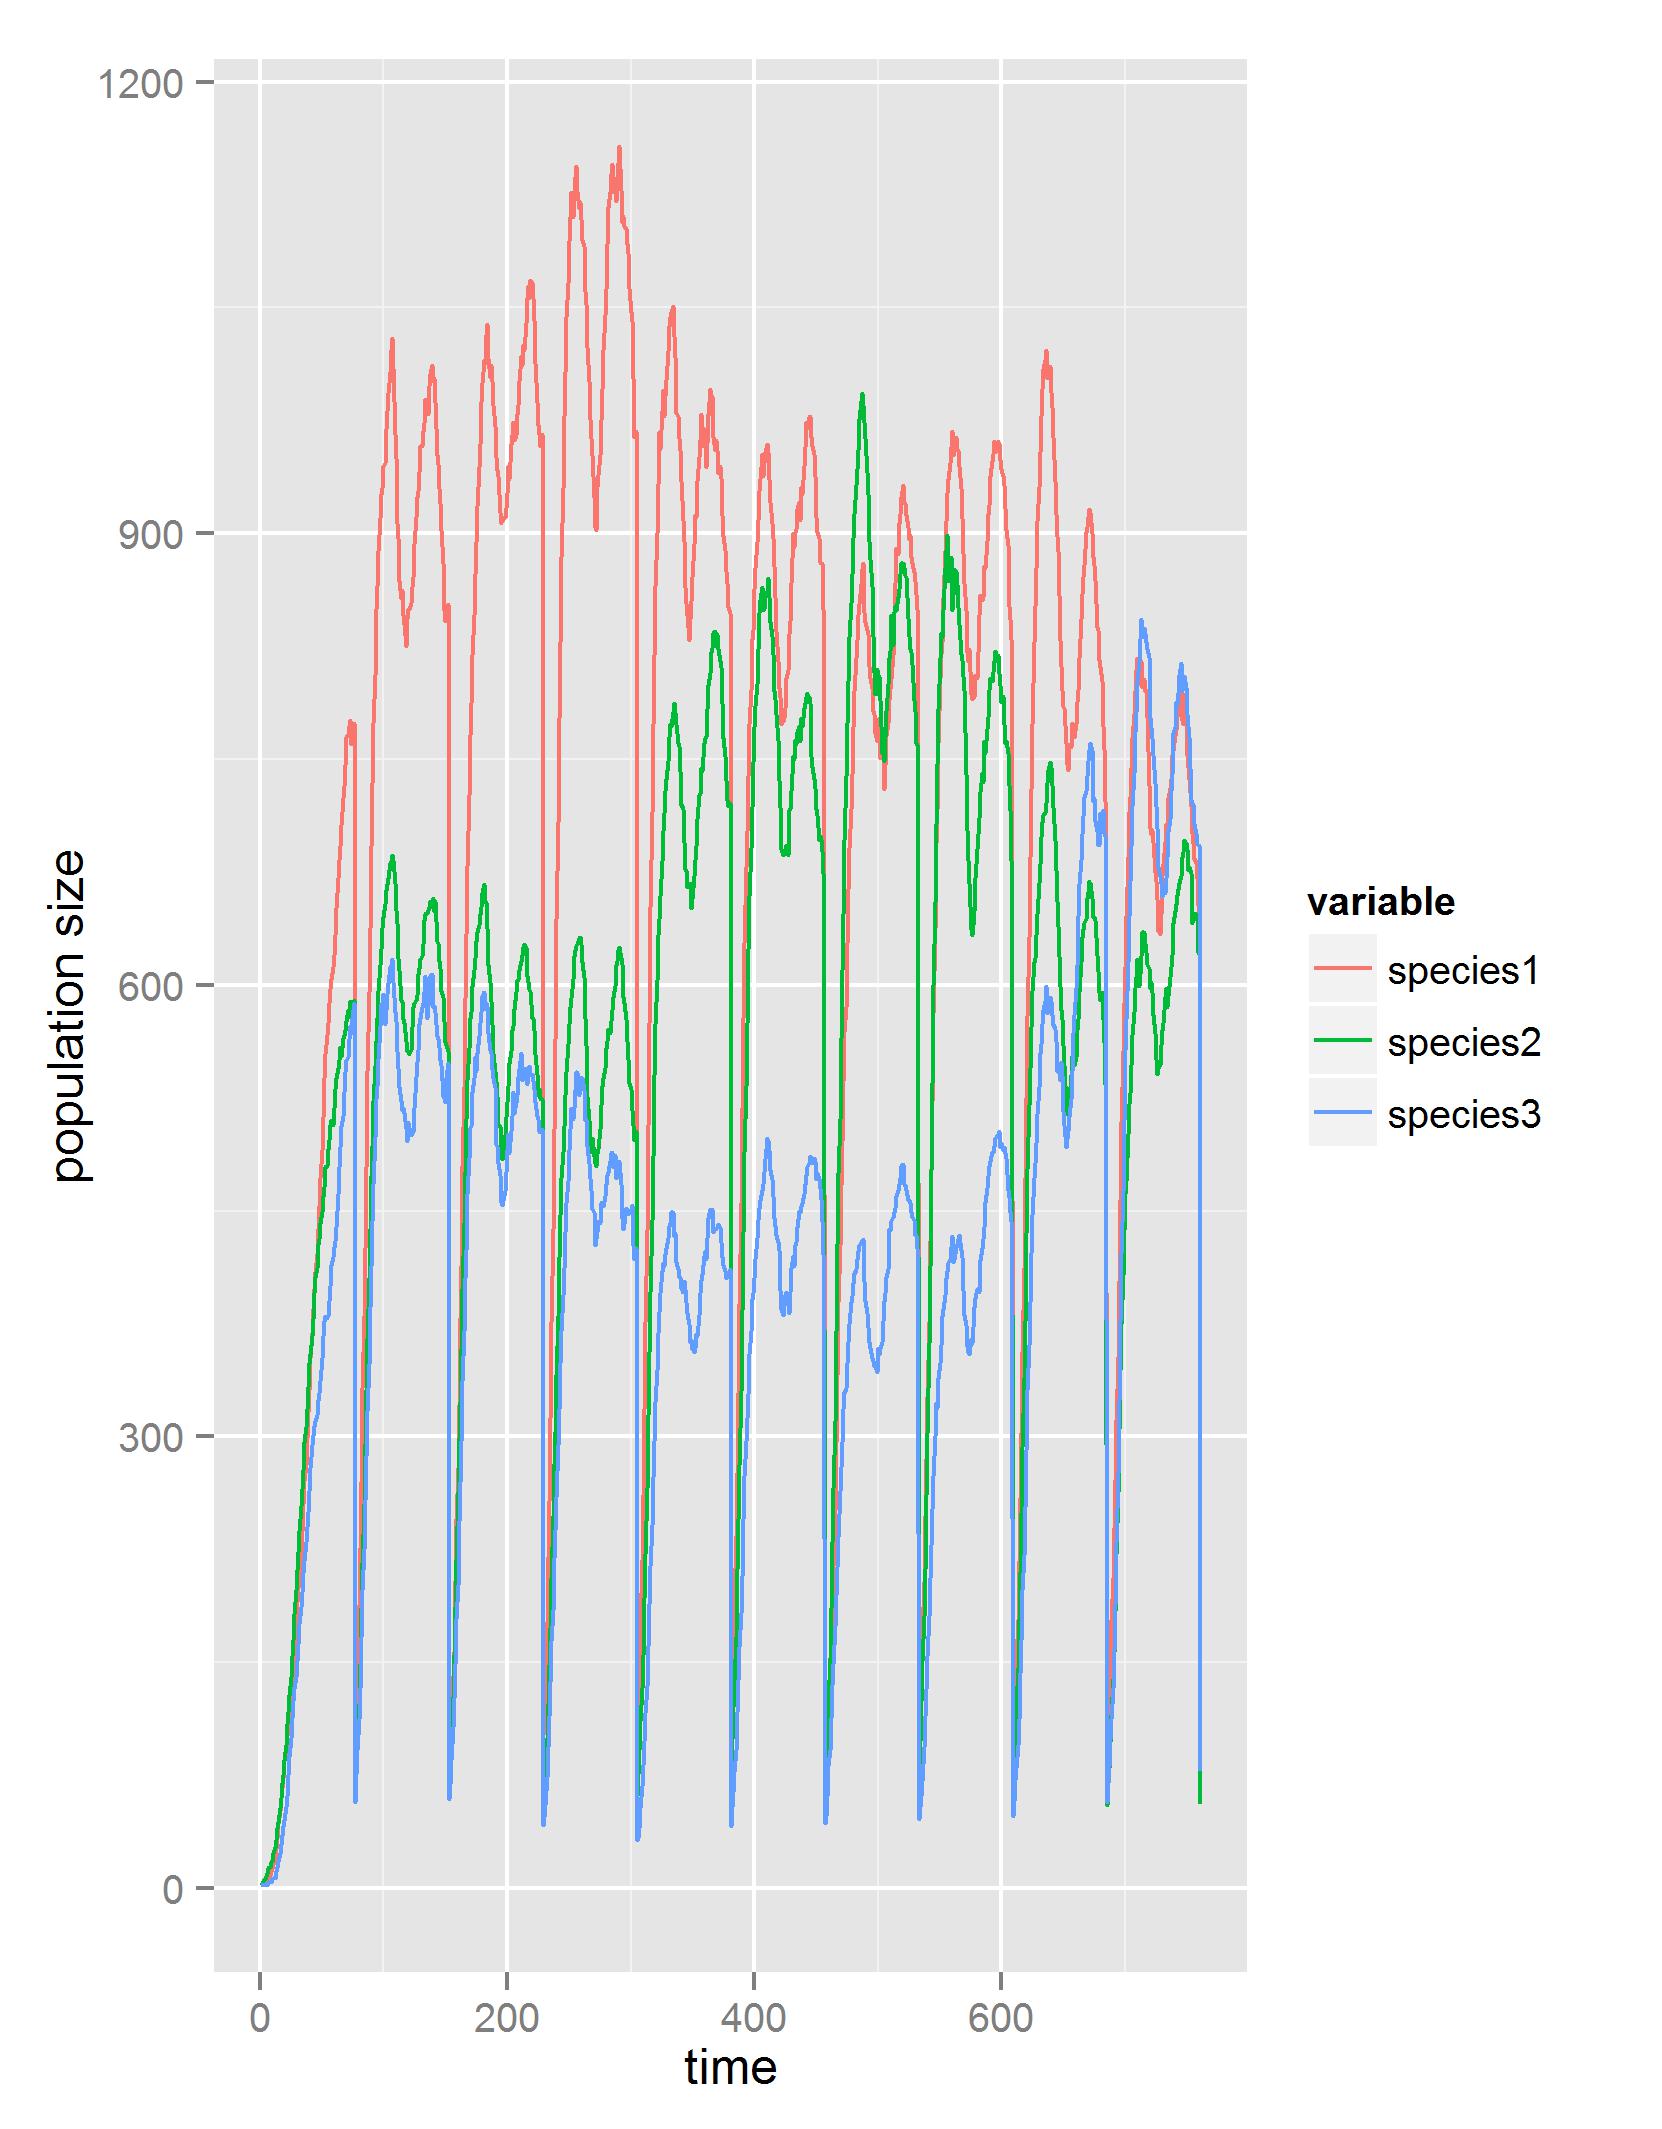 1200
900
600
300
0
population size
0 200 400 600
time
variable
species1
species2
species3